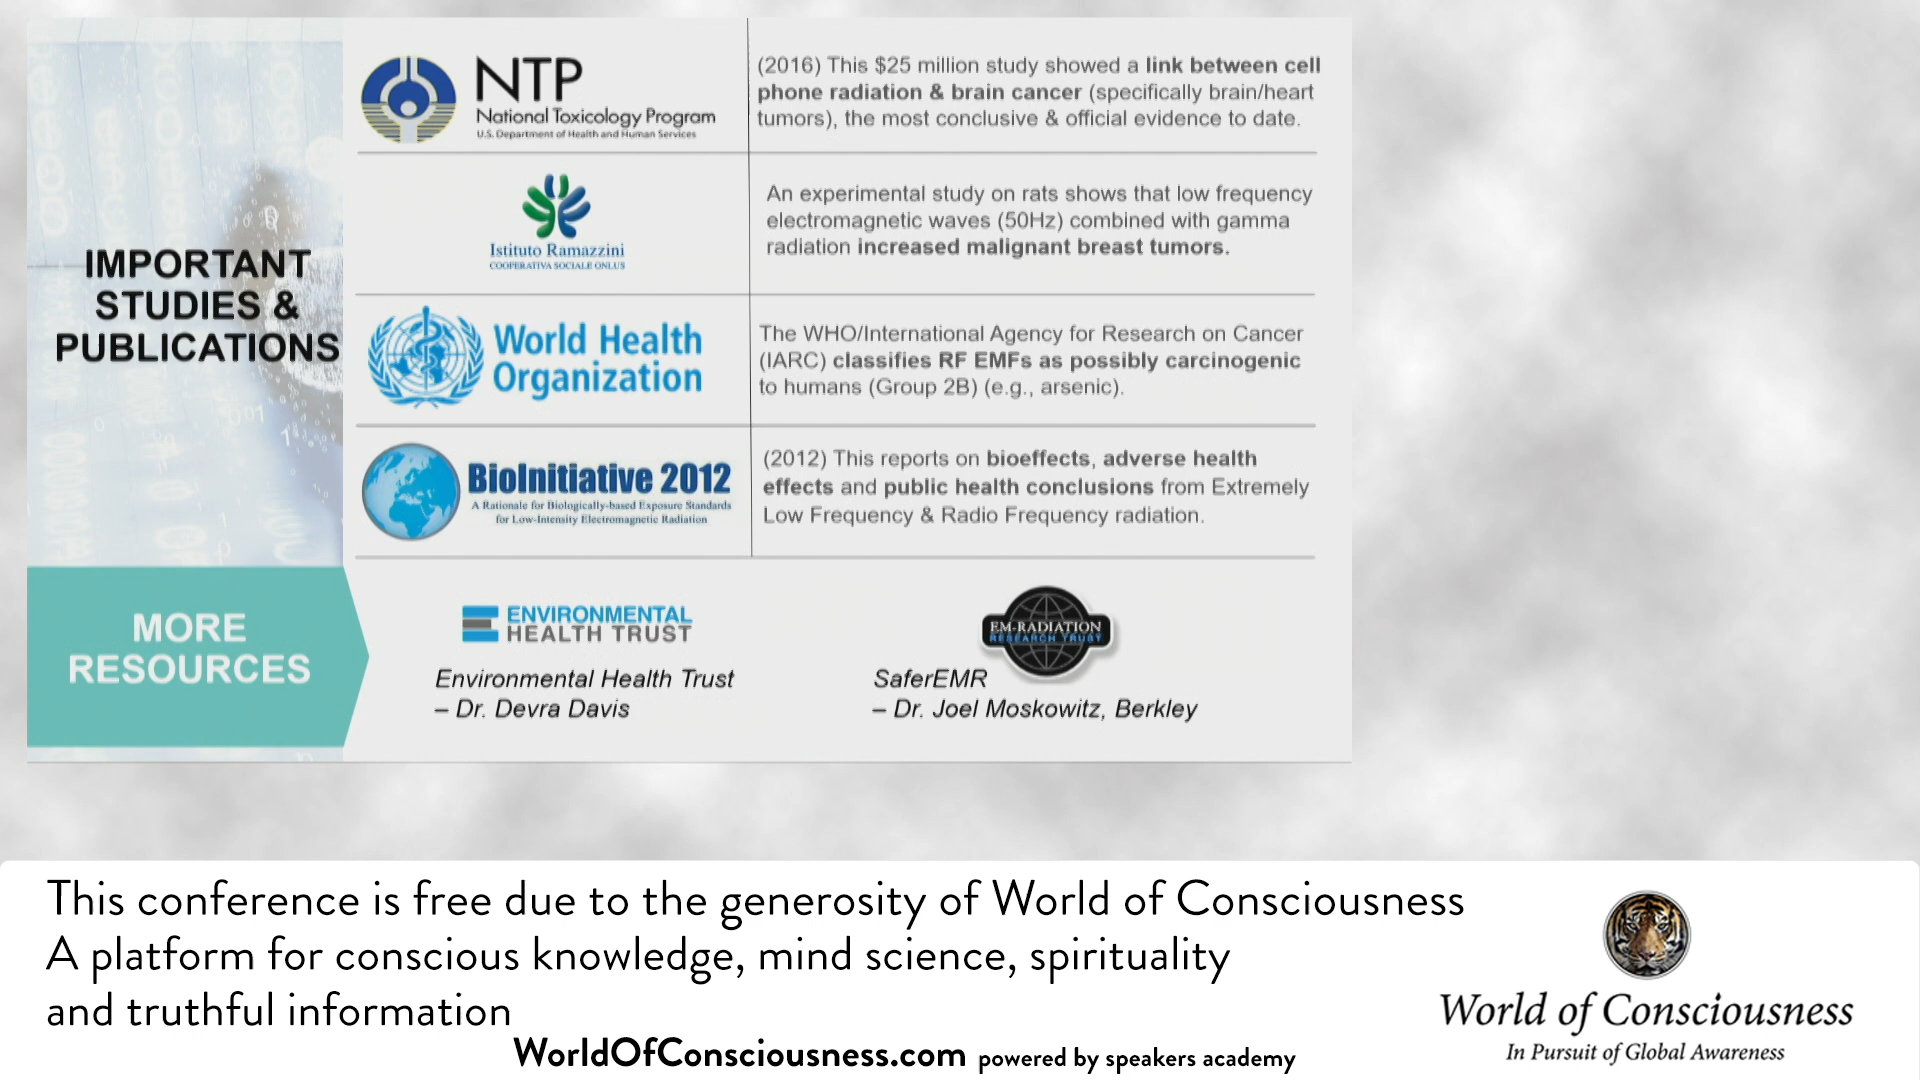 IMPORTANT
STUDIES &
PUBLICATIONS
NTP
National Toxicology Program
U.S. Department of Health and Human Services
(2016) This $25 million study showed a link between cell
phone radiation & brain cancer (specifically brain/heart
tumors), the most conclusive & official evidence to date.
Istituto Ramazzini
COOPERATIVA SOCIALE ONLUS
An experimental study on rats shows that low frequency
electromagnetic waves (50Hz) combined with gamma
radiation increased malignant breast tumors.
World Health
Organization
The WHO/International Agency for Research on Cancer
(IARC) classifies RF EMFs as possibly carcinogenic
to humans (Group 2B) (e.g., arsenic).
BioInitiative 2012
A Rationale for Biologically-based Exposure Standards
for Low-Intensity Electromagnetic Radiation
(2012) This reports on bioeffects, adverse health
effects and public health conclusions from Extremely
Low Frequency & Radio Frequency radiation.
MORE
RESOURCES
ENVIRONMENTAL
HEALTH TRUST
Environmental Health Trust
– Dr. Devra Davis
EM-RADIATION
RESEARCH TRUST
SaferEMR
– Dr. Joel Moskowitz, Berkley
This conference is free due to the generosity of World of Consciousness
A platform for conscious knowledge, mind science, spirituality
and truthful information
WorldOfConsciousness.com powered by speakers academy
World of Consciousness
In Pursuit of Global Awareness